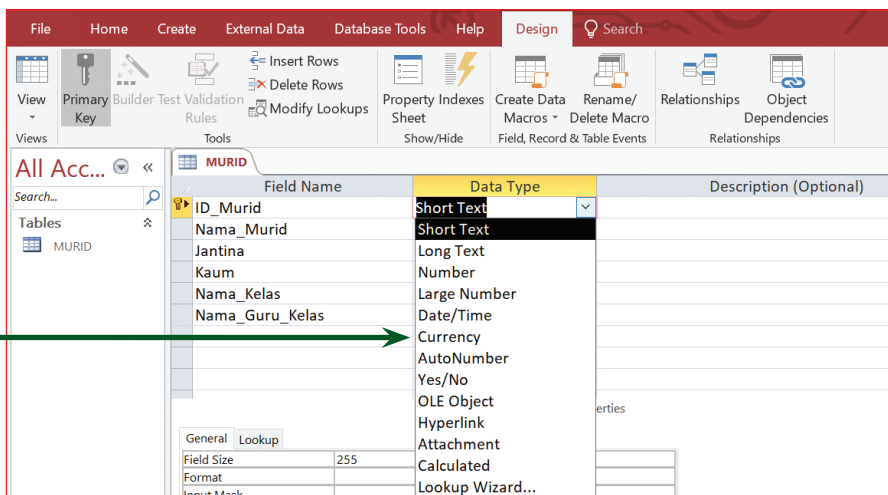 File Home Create External Data Database Tools Help Design Search
View Primary Key Builder Test Validation Rules Insert Rows Delete Rows Modify Lookups Property Sheet Indexes Create Data Macros Rename/ Delete Macro Relationships Object Dependencies
Views Tools Show/Hide Field, Record & Table Events Relationships
All Acc... «
Search...
Tables
MURID
MURID
Field Name Data Type Description (Optional)
ID_Murid Short Text
Nama_Murid
Jantina
Kaum
Nama_Kelas
Nama_Guru_Kelas
Short Text
Long Text
Number
Large Number
Date/Time
Currency
AutoNumber
Yes/No
OLE Object
Hyperlink
Attachment
Calculated
Lookup Wizard...
erties
General Lookup
Field Size 255
Format
Input Mask